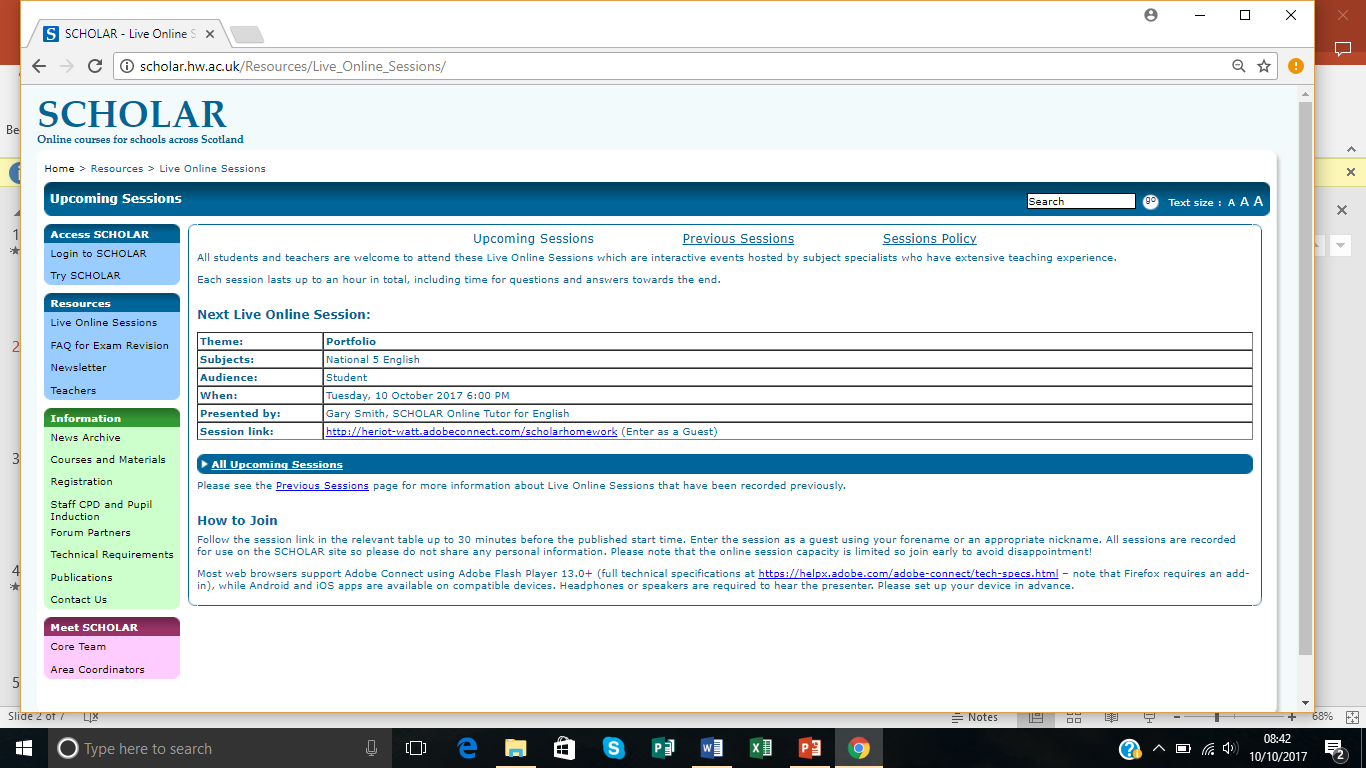 SCHOLAR - Live Online S
scholar.hw.ac.uk/Resources/Live_Online_Sessions/
SCHOLAR
Online courses for schools across Scotland
Home > Resources > Live Online Sessions
Upcoming Sessions
Search
go
Text size : A A A
Access SCHOLAR
Login to SCHOLAR
Try SCHOLAR
Resources
Live Online Sessions
FAQ for Exam Revision
Newsletter
Teachers
Information
News Archive
Courses and Materials
Registration
Staff CPD and Pupil
Induction
Forum Partners
Technical Requirements
Publications
Contact Us
Meet SCHOLAR
Core Team
Area Coordinators
Upcoming Sessions Previous Sessions Sessions Policy
All students and teachers are welcome to attend these Live Online Sessions which are interactive events hosted by subject specialists who have extensive teaching experience.
Each session lasts up to an hour in total, including time for questions and answers towards the end.
Next Live Online Session:
Theme: Portfolio
Subjects: National 5 English
Audience: Student
When: Tuesday, 10 October 2017 6:00 PM
Presented by: Gary Smith, SCHOLAR Online Tutor for English
Session link: http://heriot-watt.adobeconnect.com/scholarhomework (Enter as a Guest)
All Upcoming Sessions
Please see the Previous Sessions page for more information about Live Online Sessions that have been recorded previously.
How to Join
Follow the session link in the relevant table up to 30 minutes before the published start time. Enter the session as a guest using your forename or an appropriate nickname. All sessions are recorded
for use on the SCHOLAR site so please do not share any personal information. Please note that the online session capacity is limited so join early to avoid disappointment!
Most web browsers support Adobe Connect using Adobe Flash Player 13.0+ (full technical specifications at https://helpx.adobe.com/adobe-connect/tech-specs.html – note that Firefox requires an add-
in), while Android and iOS apps are available on compatible devices. Headphones or speakers are required to hear the presenter. Please set up your device in advance.
Be
1
2
3
4
5
Slide 2 of 7
Notes
68%
Type here to search
08:42
10/10/2017
2